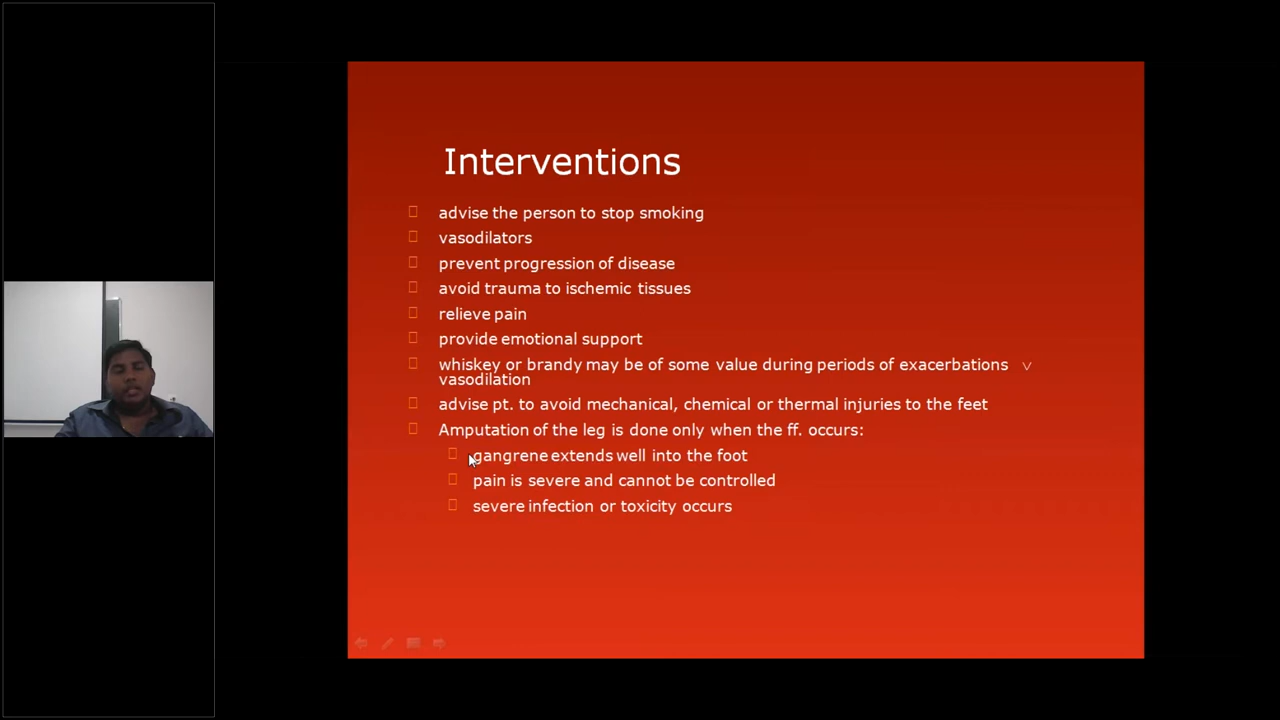 Interventions
advise the person to stop smoking
vasodilators
prevent progression of disease
avoid trauma to ischemic tissues
relieve pain
provide emotional support
whiskey or brandy may be of some value during periods of exacerbations v
vasodilation
advise pt. to avoid mechanical, chemical or thermal injuries to the feet
Amputation of the leg is done only when the ff. occurs:
gangrene extends well into the foot
pain is severe and cannot be controlled
severe infection or toxicity occurs